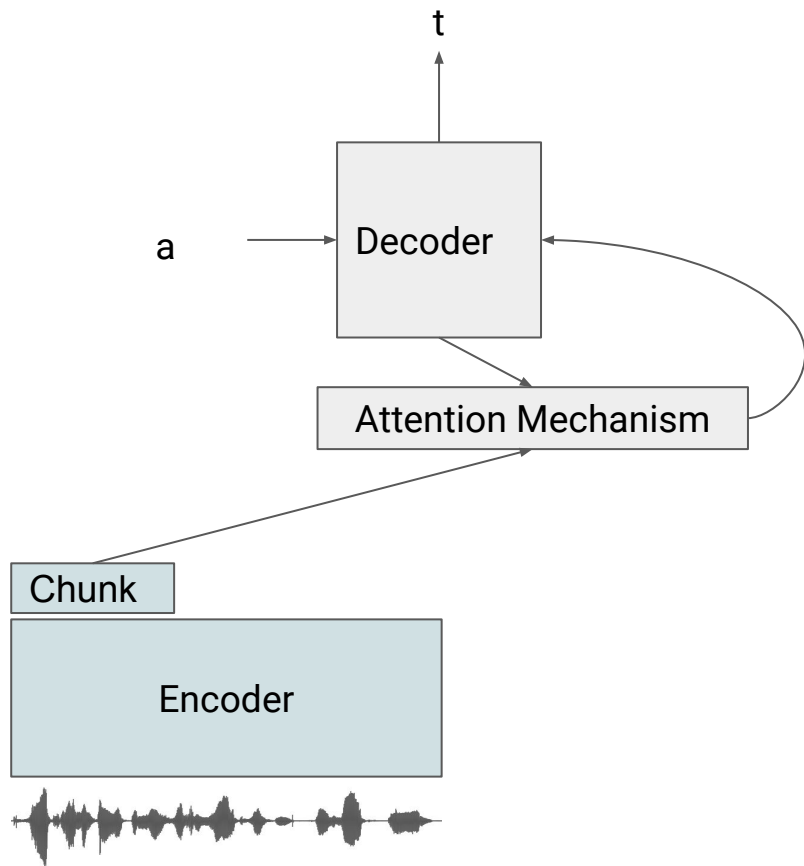 t
a
Decoder
Attention Mechanism
Chunk
Encoder